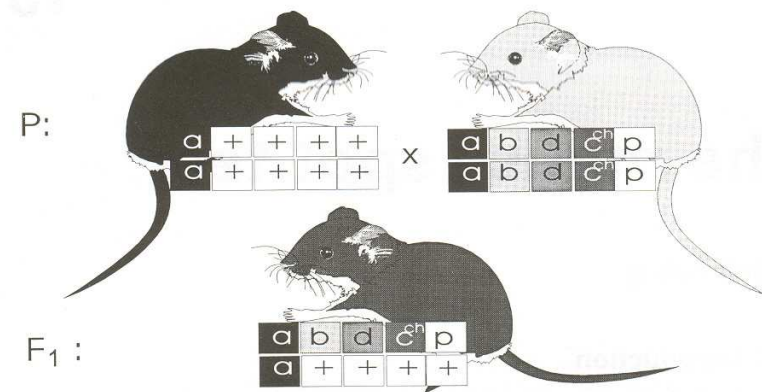 P:
a + + + +
a + + + +
x
a b d c^ch p
a b d c^ch p
F₁ :
a b d c^ch p
a + + + +